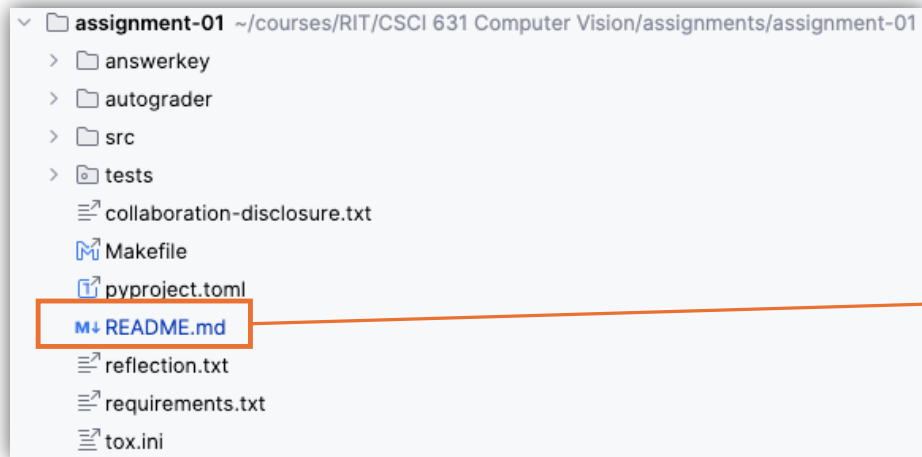 assignment-01 ~/courses/RIT/CSCI 631 Computer Vision/assignments/assignment-01
answerkey
autograder
src
tests
collaboration-disclosure.txt
Makefile
pyproject.toml
README.md
reflection.txt
requirements.txt
tox.ini